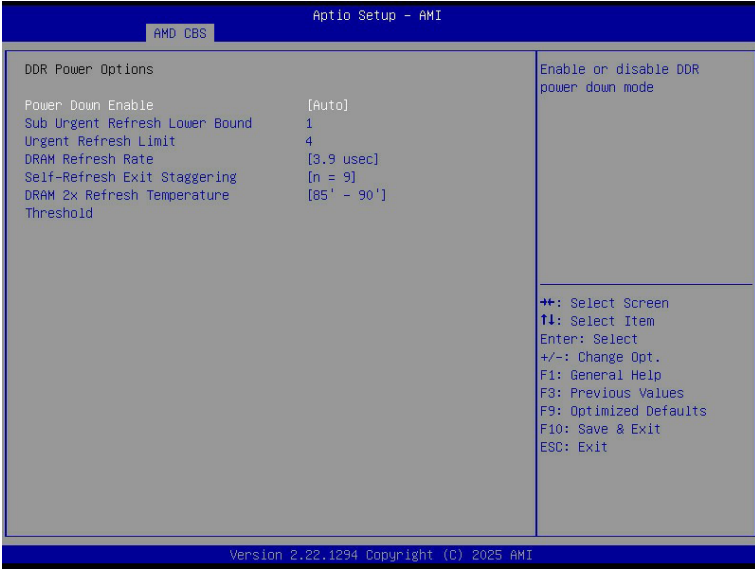 Aptio Setup - AMI
AMD CBS
DDR Power Options
Power Down Enable [Auto]
Sub Urgent Refresh Lower Bound 1
Urgent Refresh Limit 4
DRAM Refresh Rate [3.9 usec]
Self-Refresh Exit Staggering [n = 9]
DRAM 2x Refresh Temperature [85' - 90']
Threshold
Enable or disable DDR
power down mode
→←: Select Screen
↑↓: Select Item
Enter: Select
+/-: Change Opt.
F1: General Help
F3: Previous Values
F9: Optimized Defaults
F10: Save & Exit
ESC: Exit
Version 2.22.1294 Copyright (C) 2025 AMI